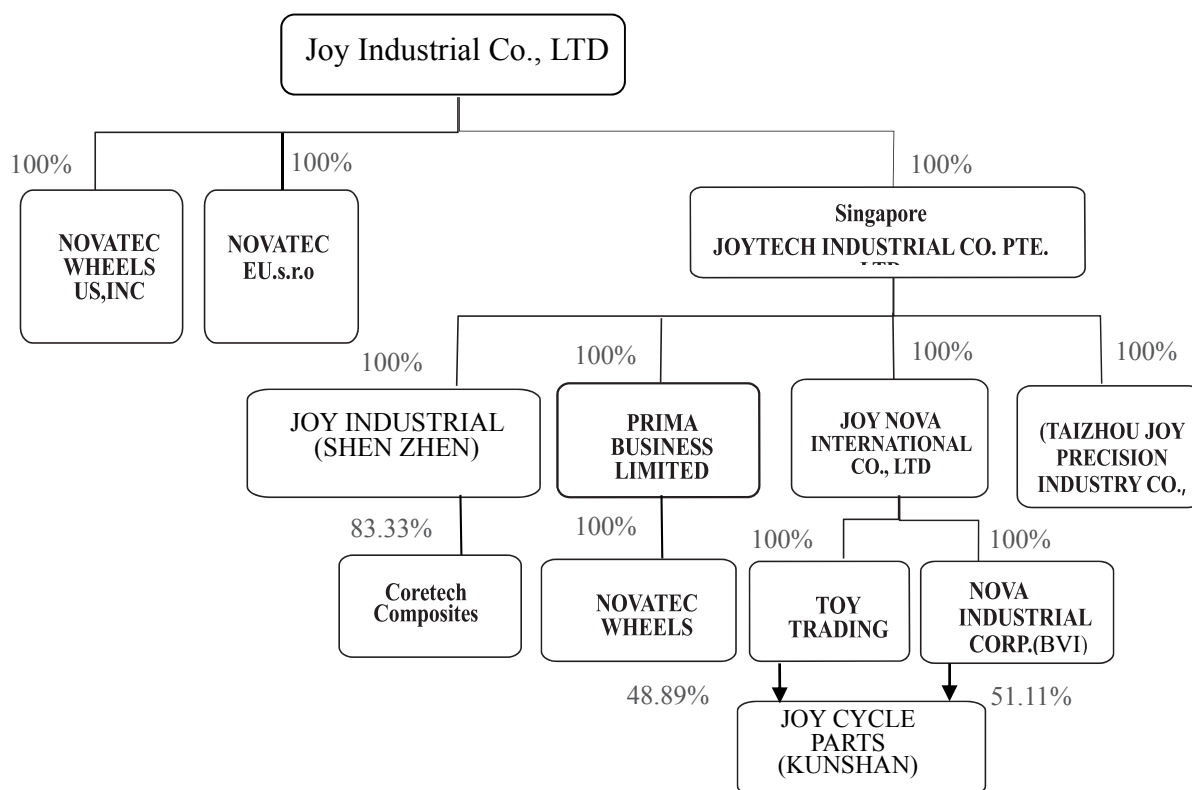 Joy Industrial Co., LTD
100%
100%
100%
NOVATEC
WHEELS
US,INC
NOVATEC
EU.s.r.o
Singapore
JOYTECH INDUSTRIAL CO. PTE.
100%
100%
100%
100%
JOY INDUSTRIAL
(SHEN ZHEN)
PRIMA
BUSINESS
LIMITED
JOY NOVA
INTERNATIONAL
CO., LTD
(TAIZHOU JOY
PRECISION
INDUSTRY CO.,
83.33%
100%
100%
100%
Coretech
Composites
NOVATEC
WHEELS
TOY
TRADING
NOVA
INDUSTRIAL
CORP.(BVI)
48.89%
51.11%
JOY CYCLE
PARTS
(KUNSHAN)